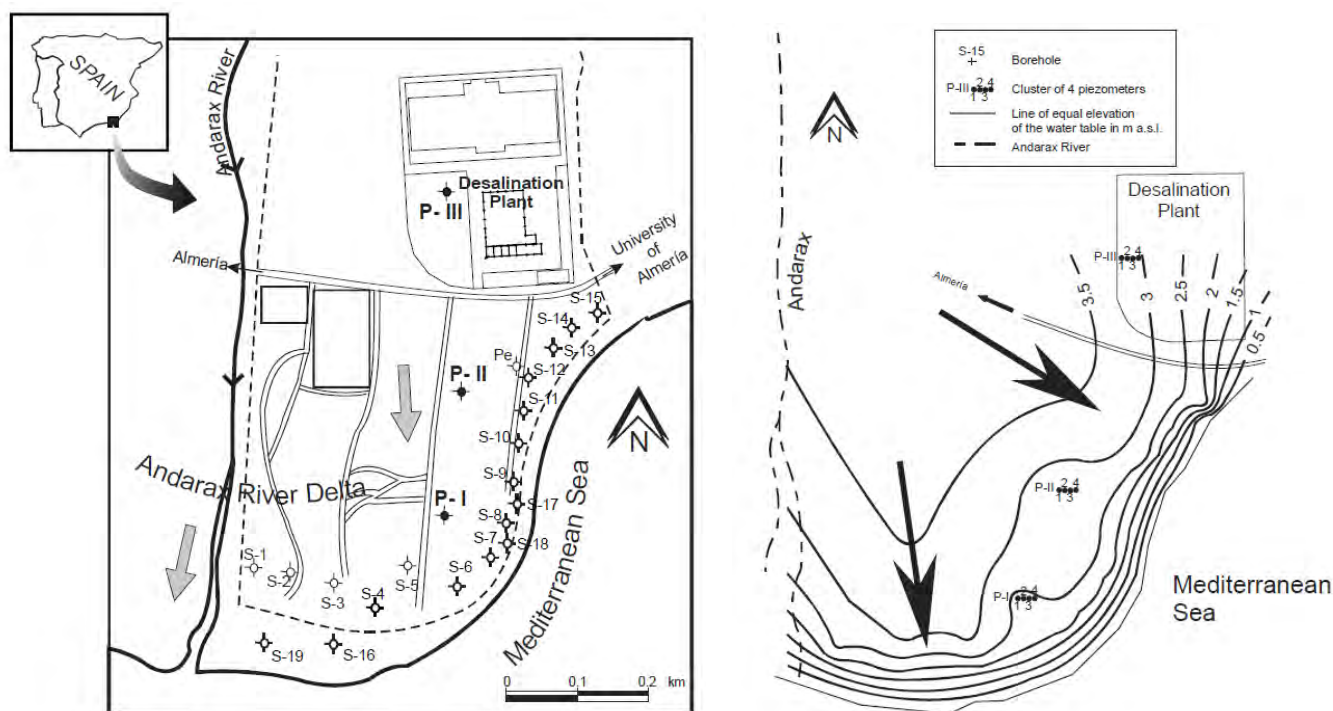 SPAIN
Andarax River
Desalination
Plant
P- III
Almería
University
of
Almería
S-15
S-14
S-13
Pe
S-12
P- II
S-11
N
S-10
Andarax River Delta
S-9
P- I
S-17
S-8
S-7
S-18
S-1
S-2
S-3
S-4
S-5
S-6
Mediterranean Sea
S-19
S-16
0 0.1 0.2 km
S-15
Borehole
P-III 2 4
1 3
Cluster of 4 piezometers
Line of equal elevation
of the water table in m a.s.l.
Andarax River
N
Desalination
Plant
Andarax
P-III 2 4
1 3
Almería
3.5
3
2.5
2
1.5
1
0.5
P-II 2 4
1 3
P-I 2 4
1 3
Mediterranean
Sea